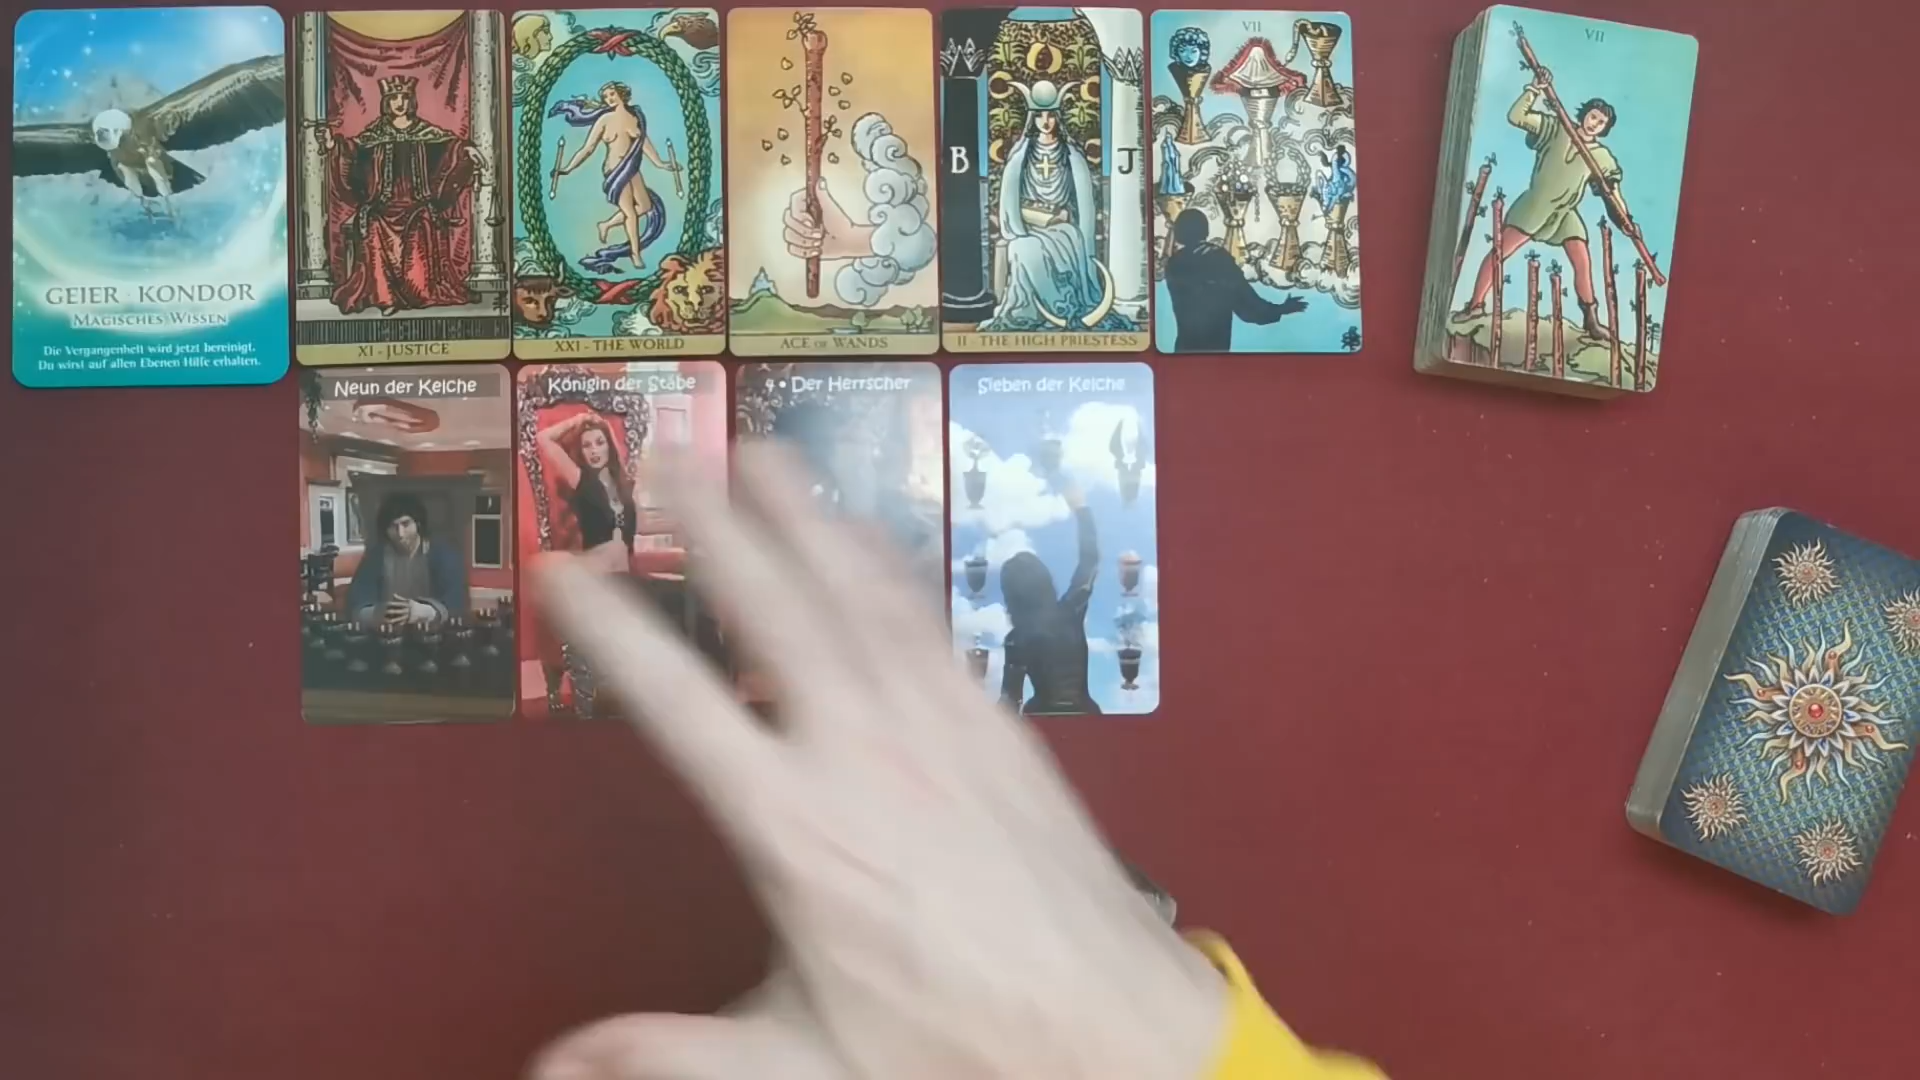 GEIER · KONDOR
MAGISCHES WISSEN
Die Vergangenheit wird jetzt bereinigt.
Du wirst auf allen Ebenen Hilfe erhalten.
XI - JUSTICE
XXI - THE WORLD
ACE OF WANDS
B
J
II - THE HIGH PRIESTESS
VII
VII
Neun der Kelche
Königin der Stäbe
4 • Der Herrscher
Sieben der Kelche